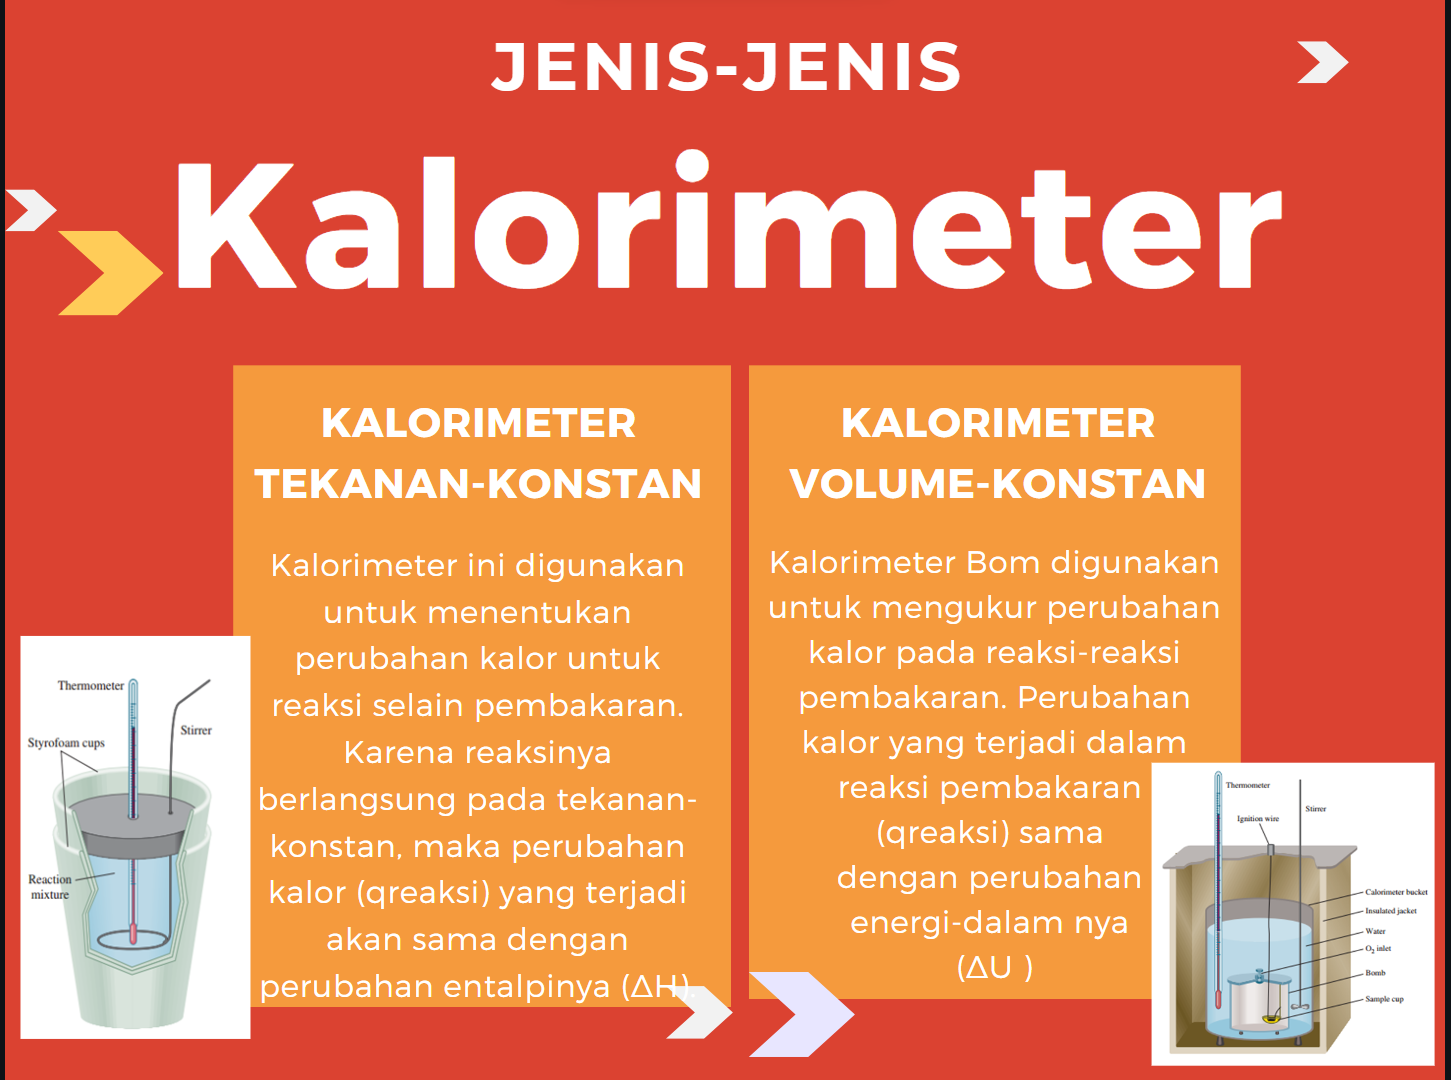 JENIS-JENIS
Kalorimeter
KALORIMETER
TEKANAN-KONSTAN
Kalorimeter ini digunakan
untuk menentukan
perubahan kalor untuk
reaksi selain pembakaran.
Karena reaksinya
berlangsung pada tekanan-
konstan, maka perubahan
kalor (qreaksi) yang terjadi
akan sama dengan
perubahan entalpinya (ΔH).
KALORIMETER
VOLUME-KONSTAN
Kalorimeter Bom digunakan
untuk mengukur perubahan
kalor pada reaksi-reaksi
pembakaran. Perubahan
kalor yang terjadi dalam
reaksi pembakaran
(qreaksi) sama
dengan perubahan
energi-dalam nya
(ΔU )
Thermometer
Stirrer
Styrofoam cups
Reaction
mixture
Thermometer
Stirrer
Ignition wire
Calorimeter bucket
Insulated jacket
Water
O₂ inlet
Bomb
Sample cup